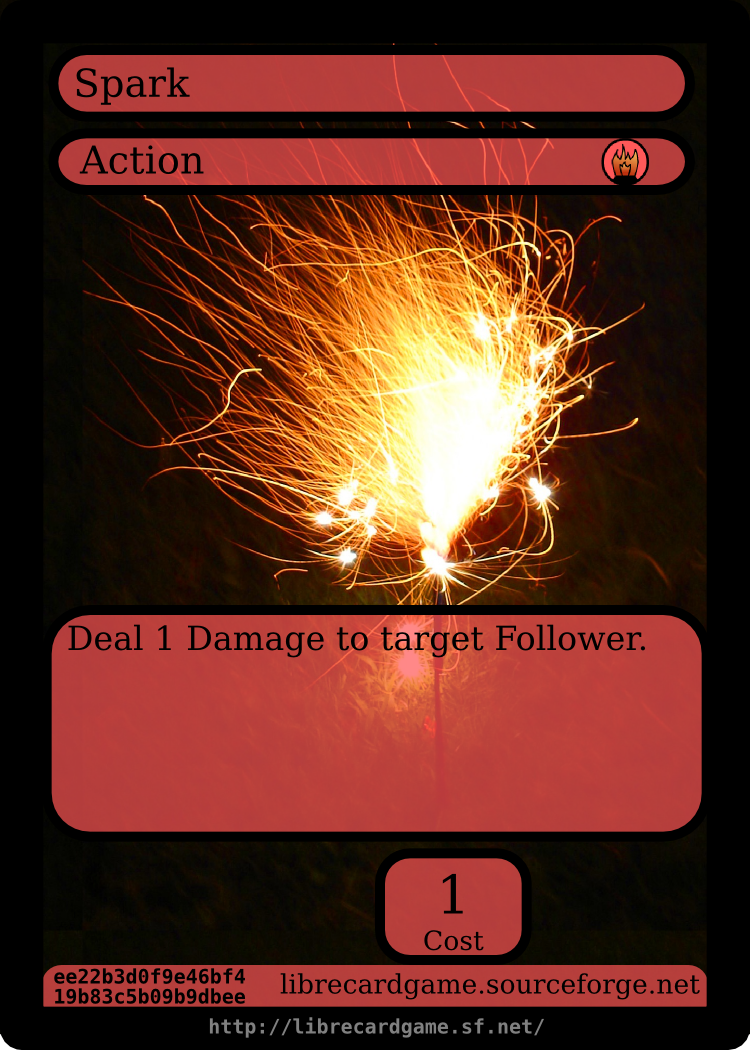 Spark
Action
Deal 1 Damage to target Follower.
1
Cost
ee22b3d0f9e46bf4
19b83c5b09b9dbee
librecardgame.sourceforge.net
http://librecardgame.sf.net/